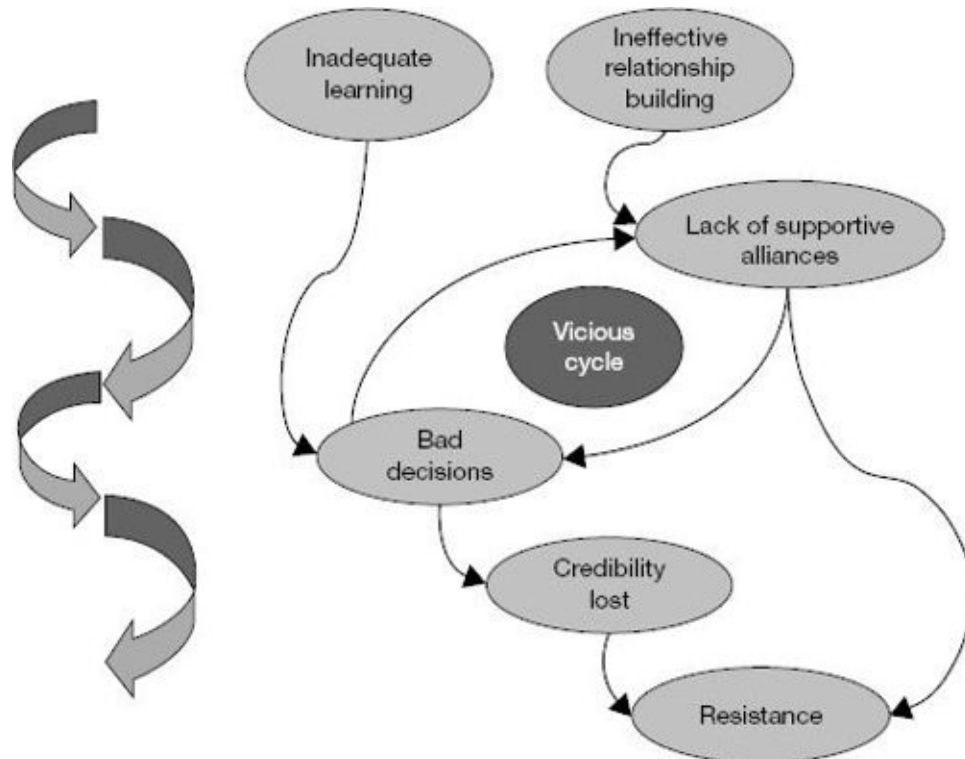 Inadequate
learning
Ineffective
relationship
building
Lack of supportive
alliances
Vicious
cycle
Bad
decisions
Credibility
lost
Resistance